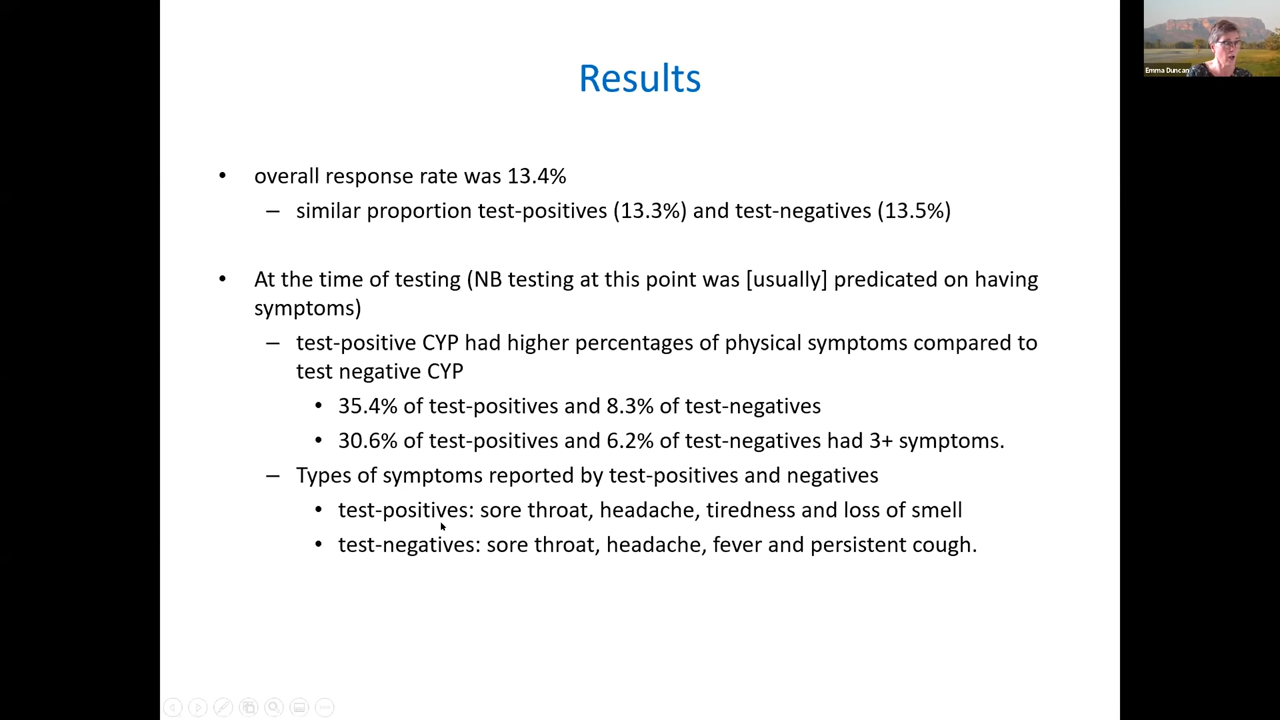 Results
• overall response rate was 13.4%
– similar proportion test-positives (13.3%) and test-negatives (13.5%)
• At the time of testing (NB testing at this point was [usually] predicated on having
symptoms)
– test-positive CYP had higher percentages of physical symptoms compared to
test negative CYP
• 35.4% of test-positives and 8.3% of test-negatives
• 30.6% of test-positives and 6.2% of test-negatives had 3+ symptoms.
– Types of symptoms reported by test-positives and negatives
• test-positives: sore throat, headache, tiredness and loss of smell
• test-negatives: sore throat, headache, fever and persistent cough.
Emma Duncan